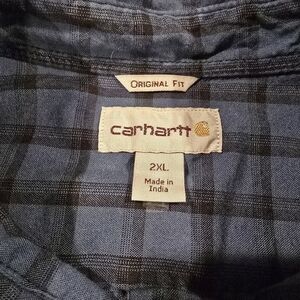 ORIGINAL FIT
carhartt
2XL
Made in
India